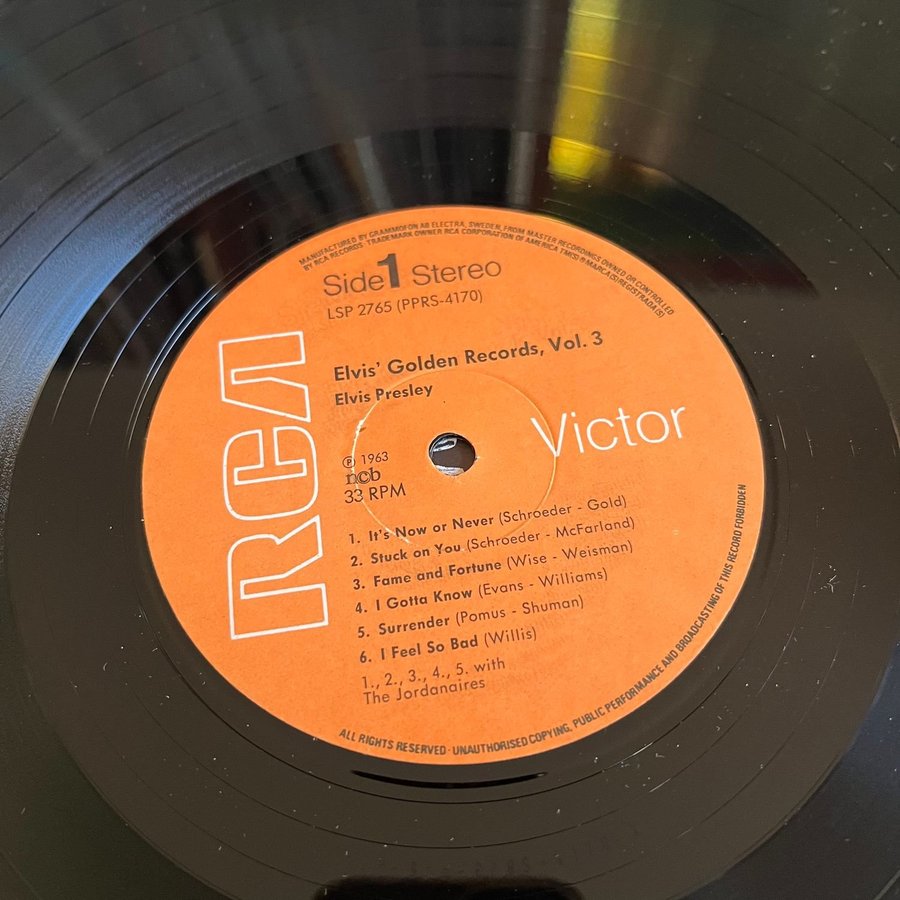 MANUFACTURED BY GRAMMOFON AB ELECTRA, SWEDEN, FROM MASTER RECORDINGS OWNED OR CONTROLLED
BY RCA RECORDS · TRADEMARK OWNER RCA CORPORATION OF AMERICA TM(S) ® MARCA(S) REGISTRADA(S)
Side 1 Stereo
LSP 2765 (PPRS-4170)
Elvis' Golden Records, Vol. 3
Elvis Presley
RCA
Victor
℗ 1963
ncb
33 RPM
1. It's Now or Never (Schroeder - Gold)
2. Stuck on You (Schroeder - McFarland)
3. Fame and Fortune (Wise - Weisman)
4. I Gotta Know (Evans - Williams)
5. Surrender (Pomus - Shuman)
6. I Feel So Bad (Willis)
1., 2., 3., 4., 5. with
The Jordanaires
ALL RIGHTS RESERVED · UNAUTHORISED COPYING, PUBLIC PERFORMANCE AND BROADCASTING OF THIS RECORD FORBIDDEN